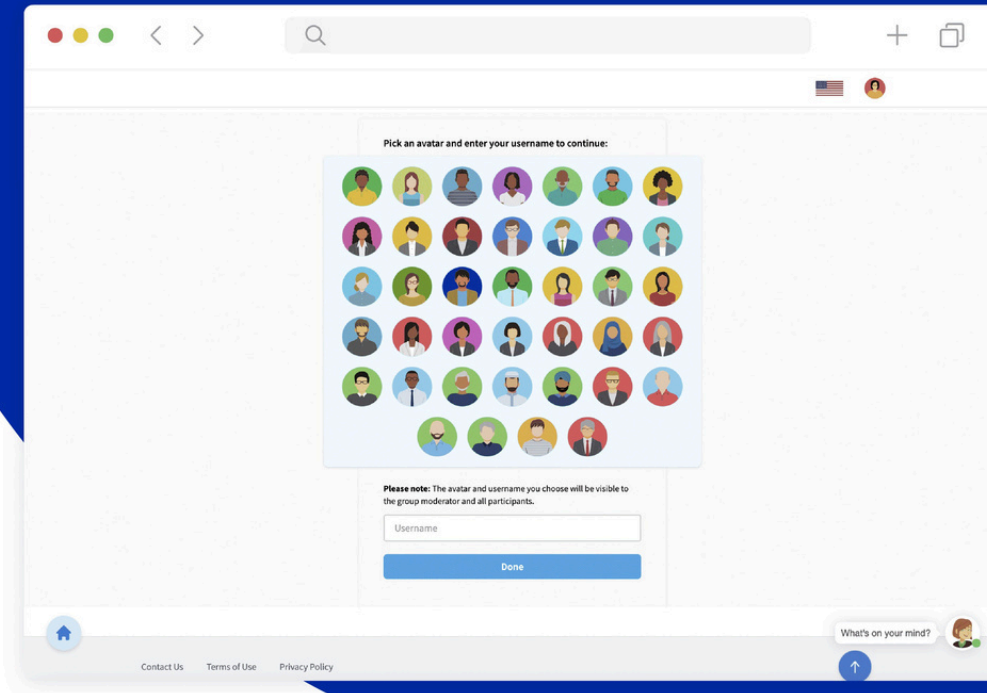 Pick an avatar and enter your username to continue:
Please note: The avatar and username you choose will be visible to
the group moderator and all participants.
Username
Done
What's on your mind?
Contact Us Terms of Use Privacy Policy